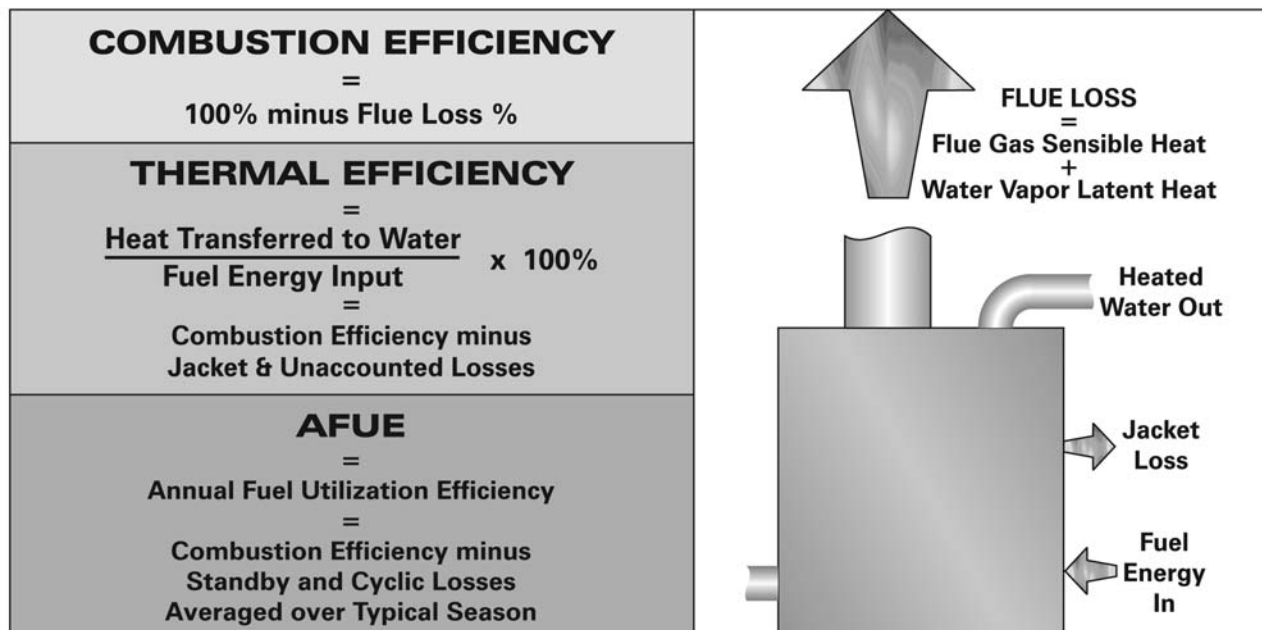 COMBUSTION EFFICIENCY
=
100% minus Flue Loss %
THERMAL EFFICIENCY
=
Heat Transferred to Water
Fuel Energy Input
x 100%
=
Combustion Efficiency minus
Jacket & Unaccounted Losses
AFUE
=
Annual Fuel Utilization Efficiency
=
Combustion Efficiency minus
Standby and Cyclic Losses
Averaged over Typical Season
FLUE LOSS
=
Flue Gas Sensible Heat
+
Water Vapor Latent Heat
Heated
Water Out
Jacket
Loss
Fuel
Energy
In